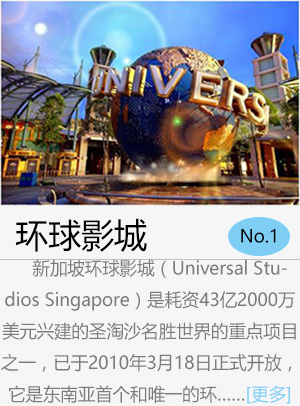 UNIVERS
环球影城
No.1
新加坡环球影城（Universal Stu-
dios Singapore）是耗资43亿2000万
美元兴建的圣淘沙名胜世界的重点项目
之一，已于2010年3月18日正式开放，
它是东南亚首个和唯一的环......[更多]